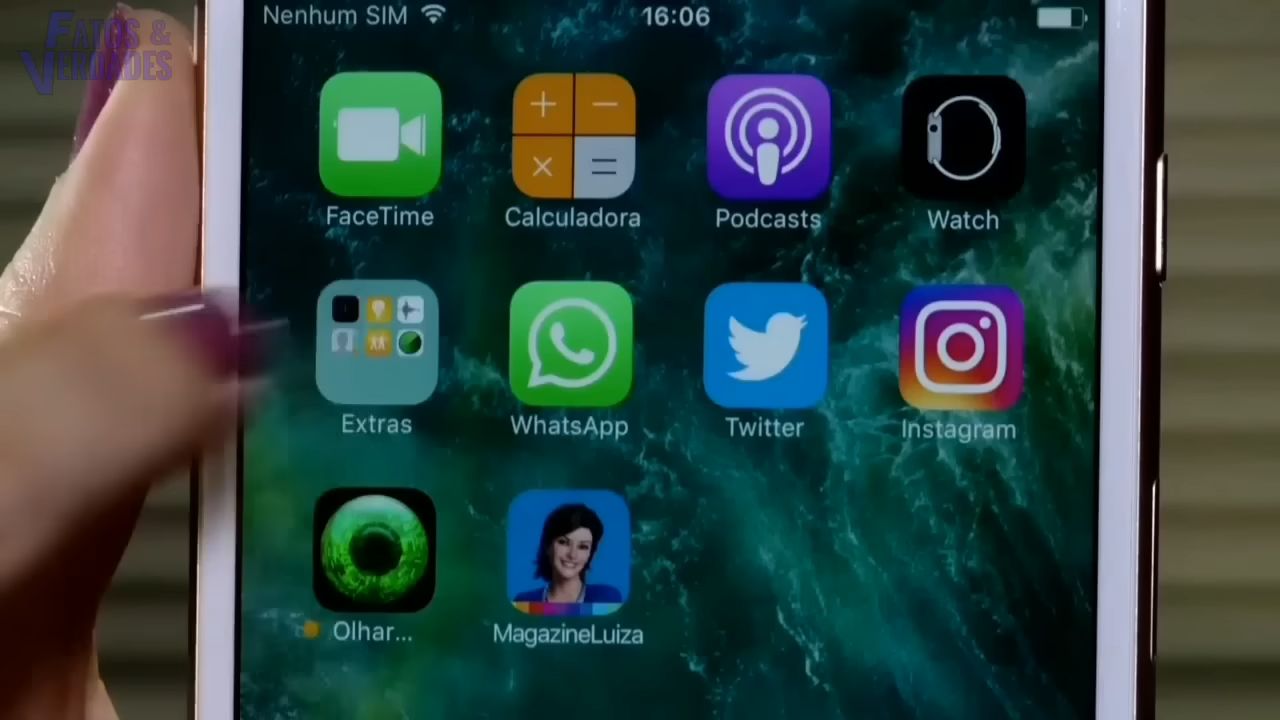 FATOS &
VERDADES
Nenhum SIM 16:06
FaceTime Calculadora Podcasts Watch
Extras WhatsApp Twitter Instagram
Olhar... MagazineLuiza